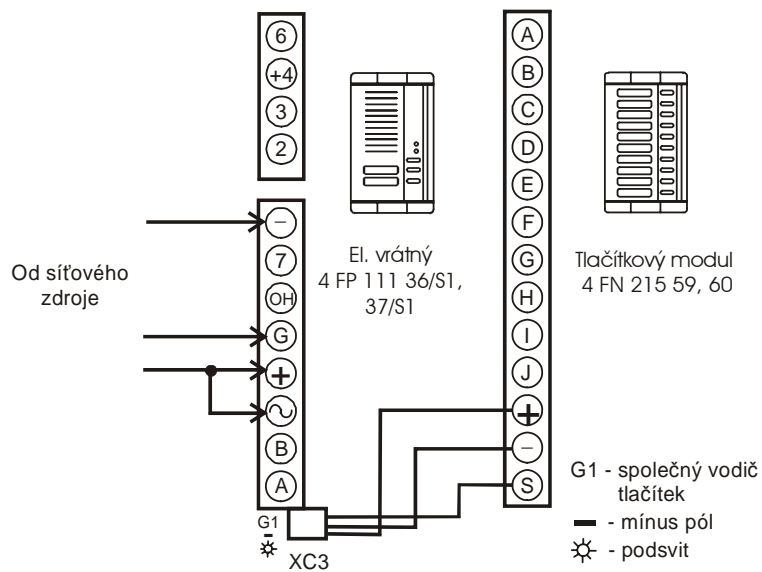 6
+4
3
2
−
7
OH
G
+
∿
B
A
G1
XC3
Od síťového
zdroje
El. vrátný
4 FP 111 36/S1,
37/S1
A
B
C
D
E
F
G
H
I
J
+
−
S
Tlačítkový modul
4 FN 215 59, 60
G1 - společný vodič
tlačítek
- mínus pól
- podsvit